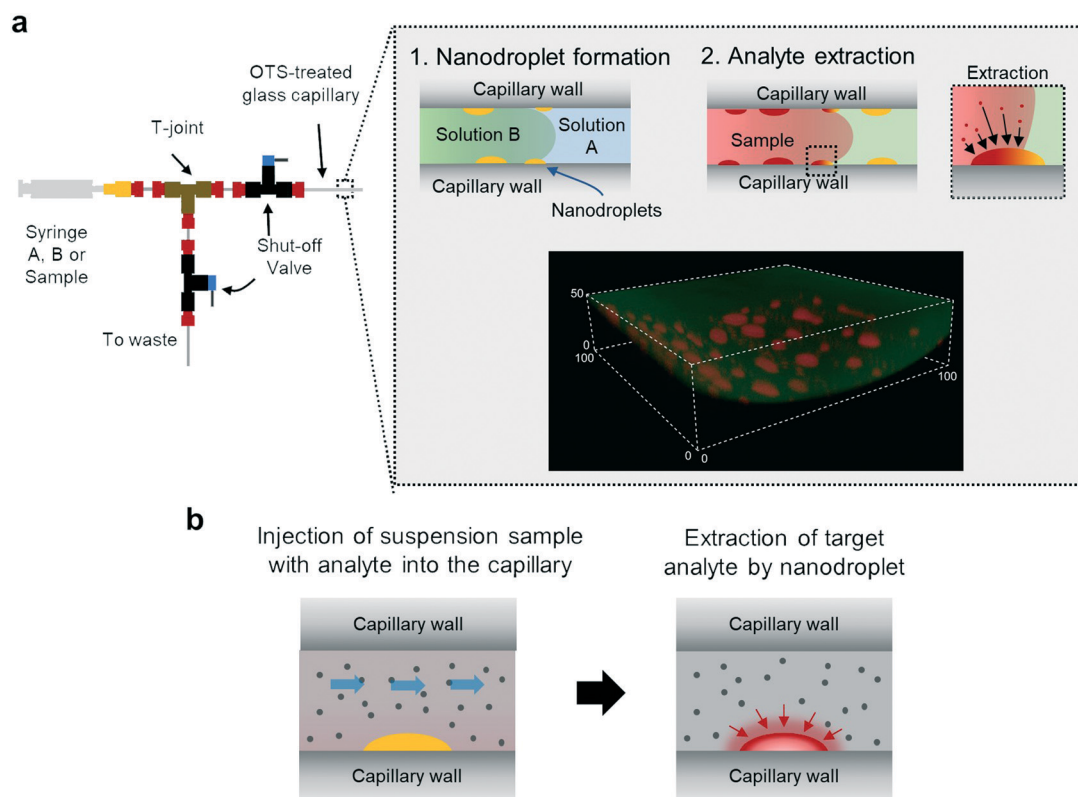 a
OTS-treated
glass capillary
T-joint
Syringe
A, B or
Sample
Shut-off
Valve
To waste
1. Nanodroplet formation
Capillary wall
Solution B
Solution
A
Capillary wall
Nanodroplets
2. Analyte extraction
Capillary wall
Sample
Capillary wall
Extraction
50
0
100
100
0
0
b
Injection of suspension sample
with analyte into the capillary
Capillary wall
Capillary wall
Extraction of target
analyte by nanodroplet
Capillary wall
Capillary wall